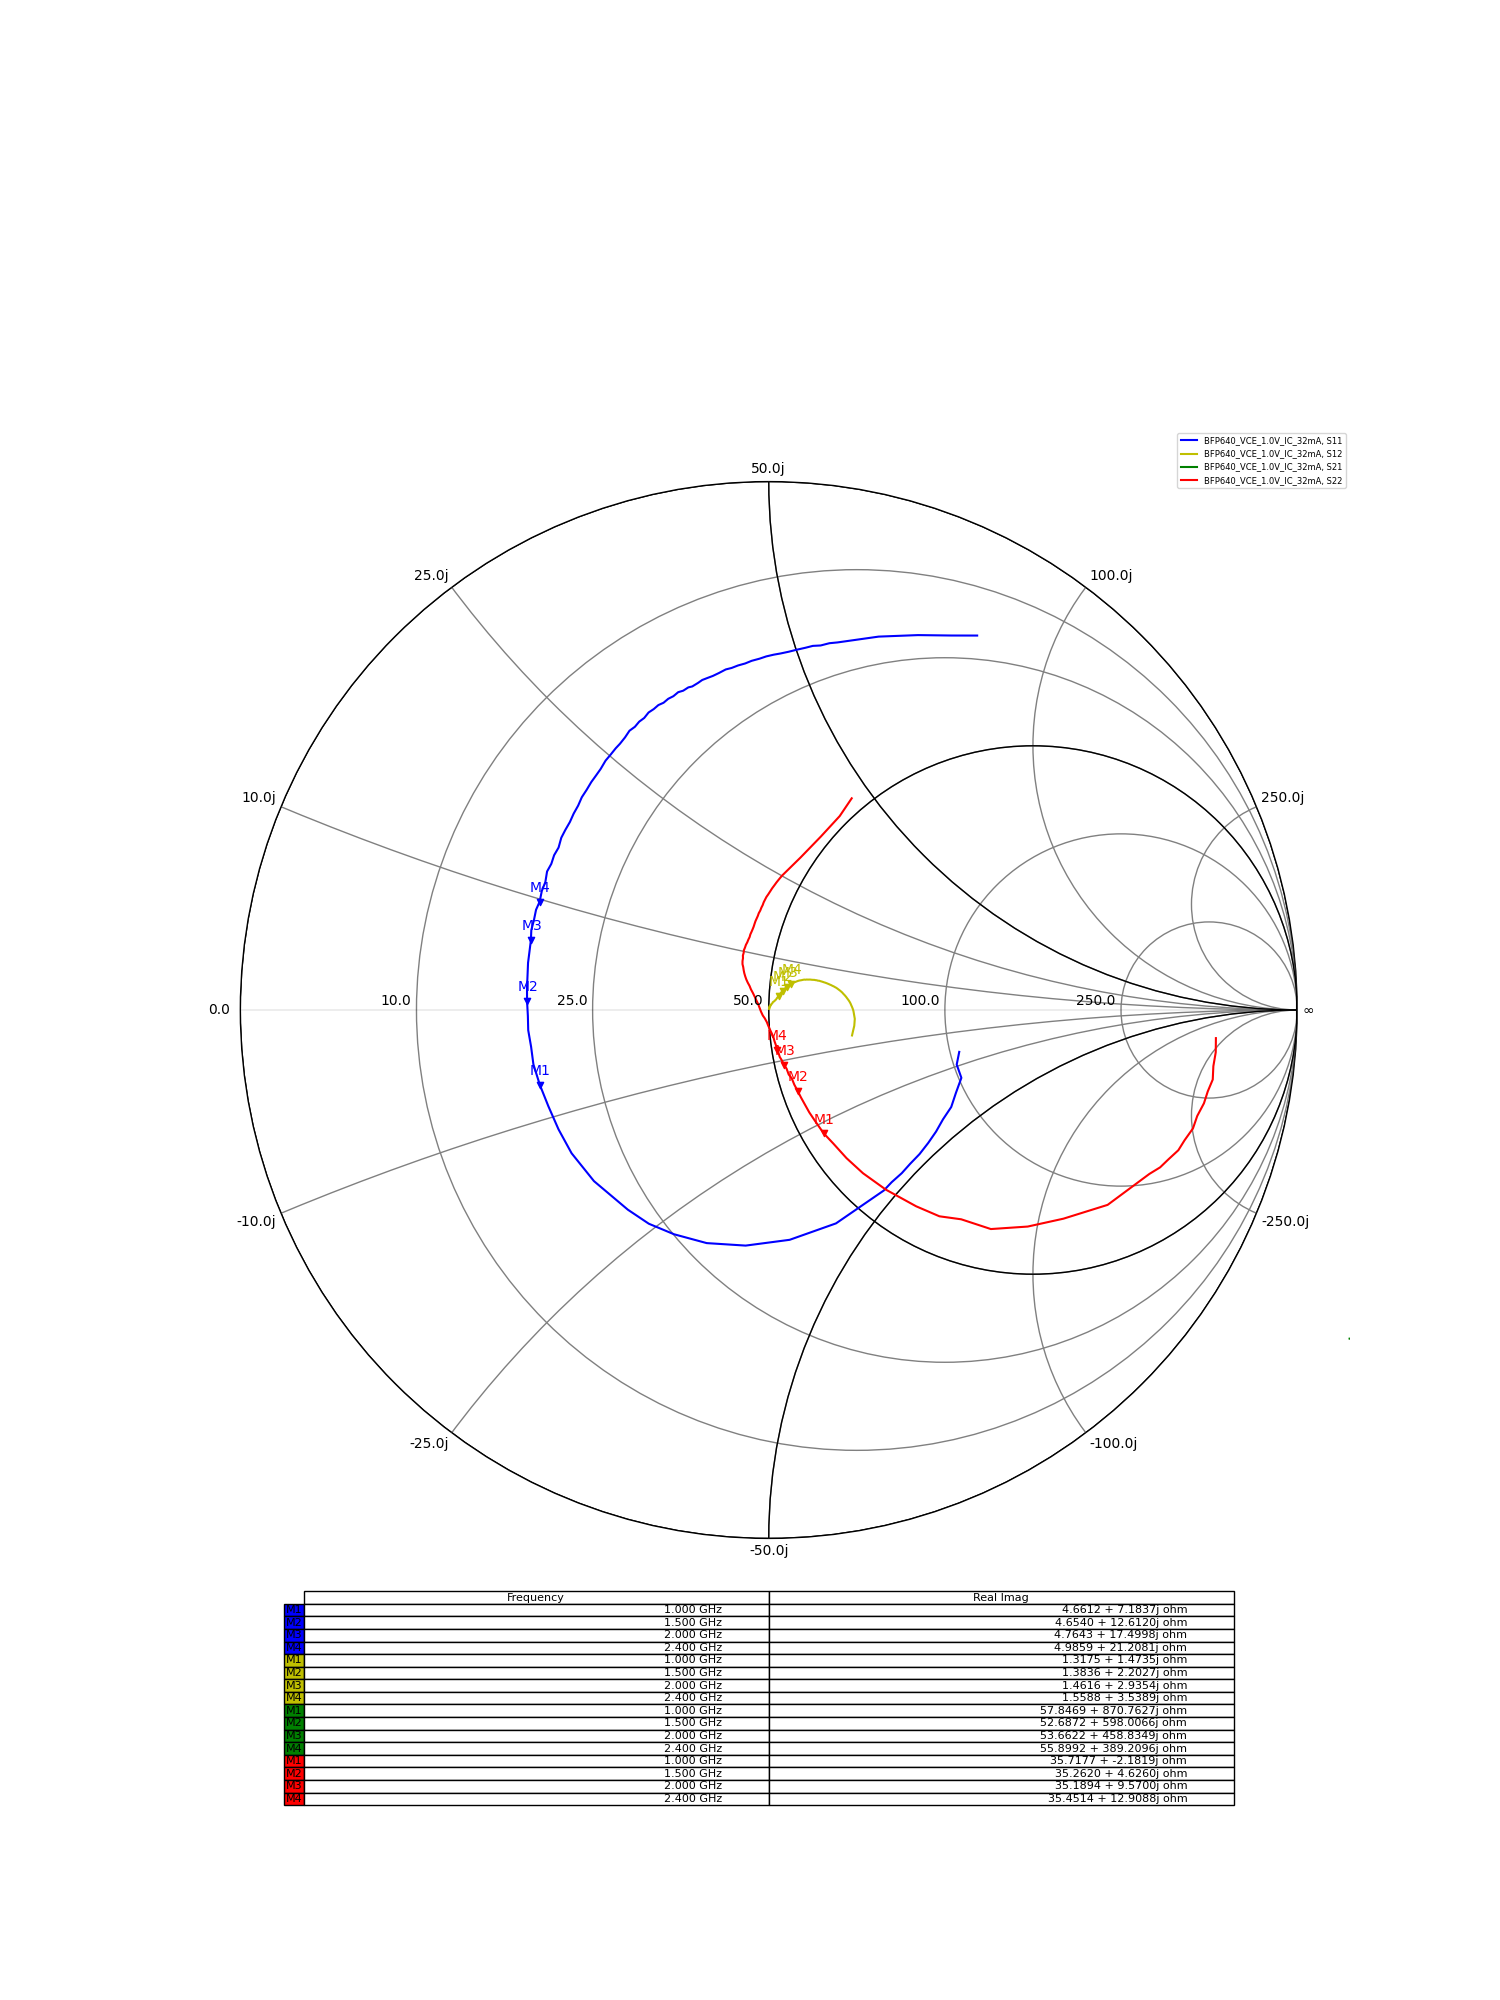 BFP640_VCE_1.0V_IC_32mA, S11
BFP640_VCE_1.0V_IC_32mA, S12
BFP640_VCE_1.0V_IC_32mA, S21
BFP640_VCE_1.0V_IC_32mA, S22
50.0j
25.0j
100.0j
10.0j
250.0j
M4
M3
M4
M2
10.0
25.0
50.0
100.0
250.0
0.0
∞
M4
M3
M1
M2
M1
-10.0j
-250.0j
-25.0j
-100.0j
-50.0j
Frequency Real Imag
M1 1.000 GHz 4.6612 + 7.1837j ohm
M2 1.500 GHz 4.6540 + 12.6120j ohm
M3 2.000 GHz 4.7643 + 17.4998j ohm
M4 2.400 GHz 4.9859 + 21.2081j ohm
M1 1.000 GHz 1.3175 + 1.4735j ohm
M2 1.500 GHz 1.3836 + 2.2027j ohm
M3 2.000 GHz 1.4616 + 2.9354j ohm
M4 2.400 GHz 1.5588 + 3.5389j ohm
M1 1.000 GHz 57.8469 + 870.7627j ohm
M2 1.500 GHz 52.6872 + 598.0066j ohm
M3 2.000 GHz 53.6622 + 458.8349j ohm
M4 2.400 GHz 55.8992 + 389.2096j ohm
M1 1.000 GHz 35.7177 + -2.1819j ohm
M2 1.500 GHz 35.2620 + 4.6260j ohm
M3 2.000 GHz 35.1894 + 9.5700j ohm
M4 2.400 GHz 35.4514 + 12.9088j ohm